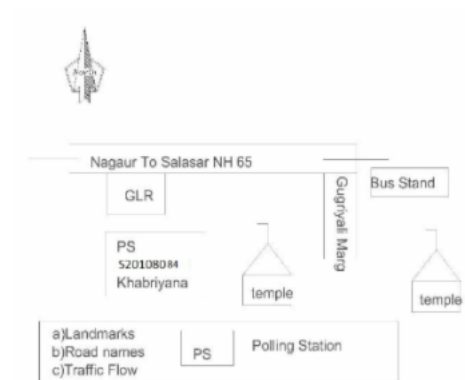 North
Nagaur To Salasar NH 65
GLR
Gugriyali Marg
Bus Stand
PS
S20108084
Khabriyana
temple
temple
a)Landmarks
b)Road names
c)Traffic Flow
PS
Polling Station